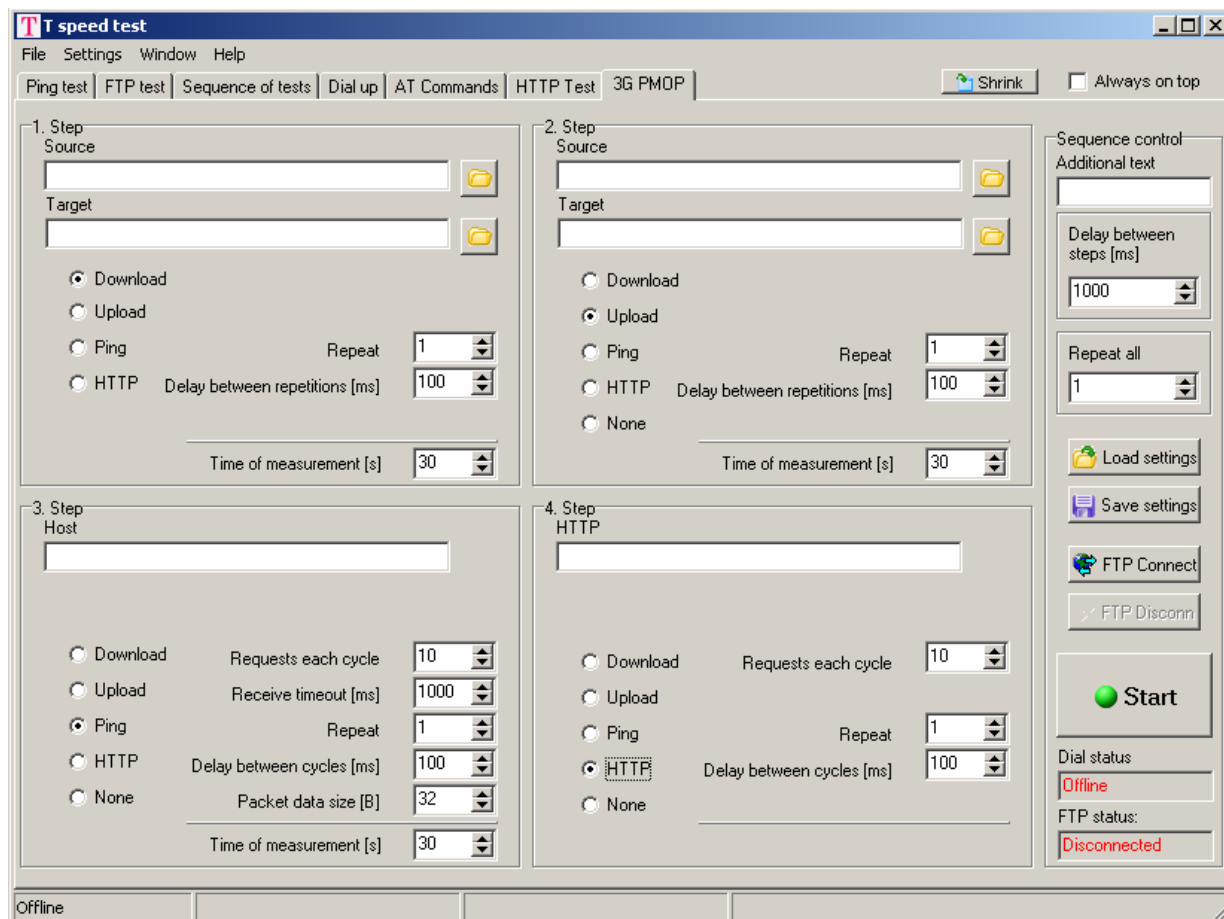 T T speed test
File Settings Window Help
Ping test FTP test Sequence of tests Dial up AT Commands HTTP Test 3G PMOP Shrink Always on top
1. Step
Source
Target
Download
Upload
Ping Repeat 1
HTTP Delay between repetitions [ms] 100
Time of measurement [s] 30
2. Step
Source
Target
Download
Upload
Ping Repeat 1
HTTP Delay between repetitions [ms] 100
None
Time of measurement [s] 30
3. Step
Host
Download Requests each cycle 10
Upload Receive timeout [ms] 1000
Ping Repeat 1
HTTP Delay between cycles [ms] 100
None Packet data size [B] 32
Time of measurement [s] 30
4. Step
HTTP
Download Requests each cycle 10
Upload
Ping Repeat 1
HTTP Delay between cycles [ms] 100
None
Sequence control
Additional text
Delay between
steps [ms]
1000
Repeat all
1
Load settings
Save settings
FTP Connect
FTP Disconn
Start
Dial status
Offline
FTP status:
Disconnected
Offline